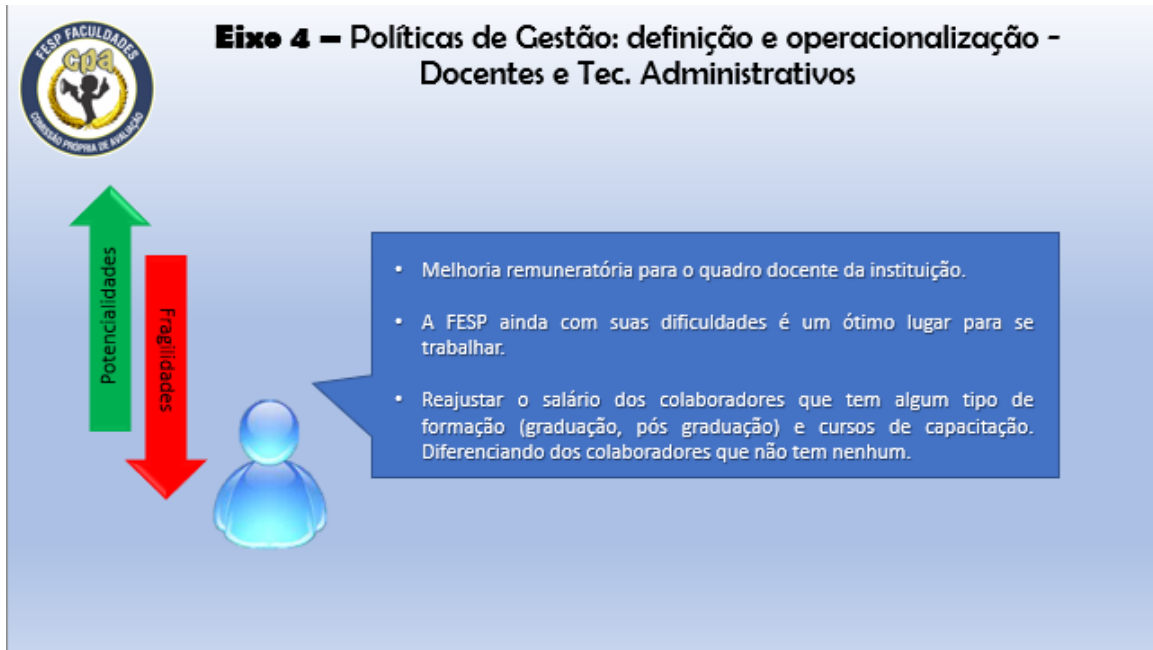 FESP FACULDADES
cpa
COMISSÃO PRÓPRIA DE AVALIAÇÃO
Eixo 4 – Políticas de Gestão: definição e operacionalização -
Docentes e Tec. Administrativos
Potencialidades
Fragilidades
• Melhoria remuneratória para o quadro docente da instituição.
• A FESP ainda com suas dificuldades é um ótimo lugar para se
trabalhar.
• Reajustar o salário dos colaboradores que tem algum tipo de
formação (graduação, pós graduação) e cursos de capacitação.
Diferenciando dos colaboradores que não tem nenhum.